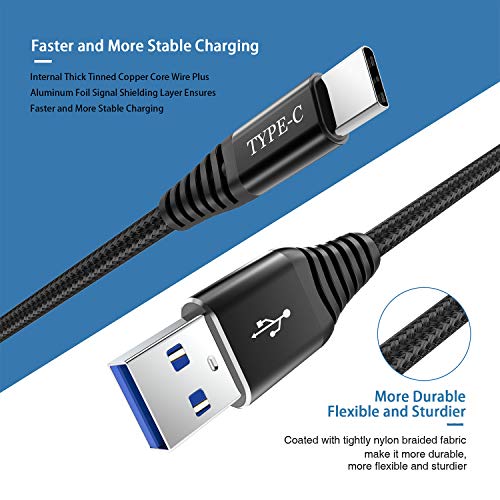 Faster and More Stable Charging
Internal Thick Tinned Copper Core Wire Plus
Aluminum Foil Signal Shielding Layer Ensures
Faster and More Stable Charging
TYPE-C
More Durable
Flexible and Sturdier
Coated with tightly nylon braided fabric
make it more durable,
more flexible and sturdier